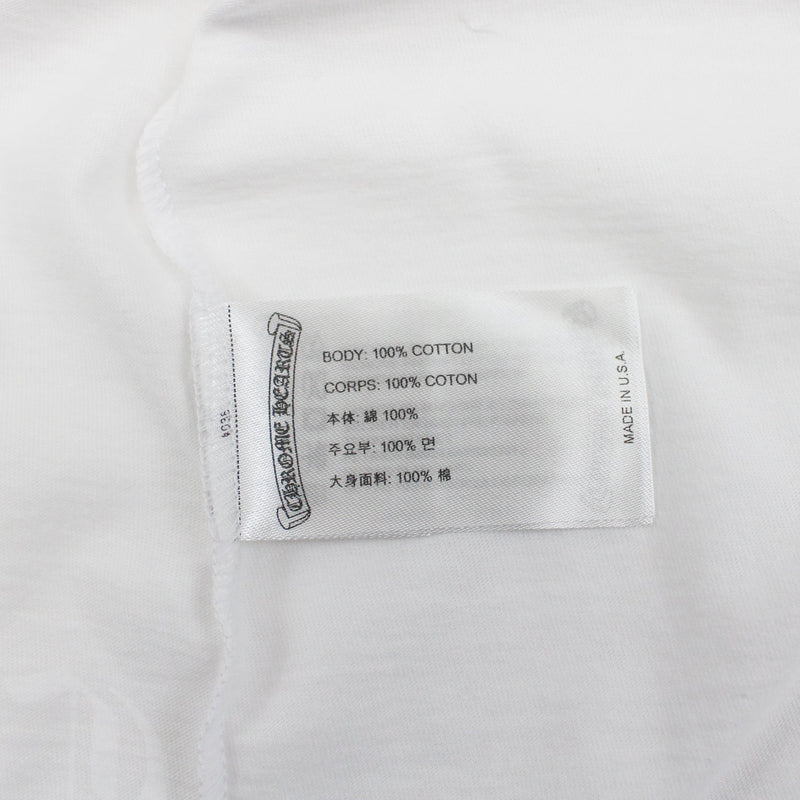 CHROME HEARTS
BODY: 100% COTTON
CORPS: 100% COTON
本体: 綿 100%
주요부: 100% 면
大身面料: 100% 棉
MADE IN U.S.A.